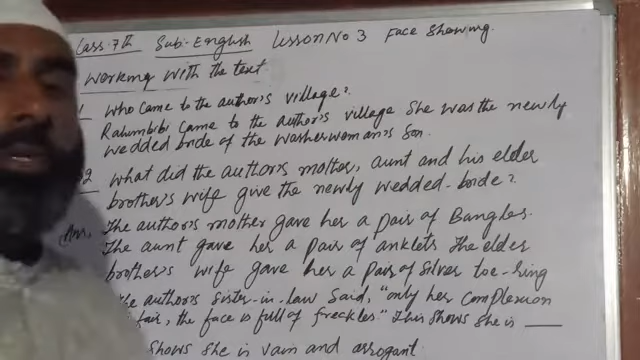 Class: 7th Sub: English Lesson No 3 Face Showing.
Working with the text
Who came to the author's village?
Rahmbibi came to the author's village She was the newly
wedded bride of the washerwoman's son.
What did the author's mother, aunt and his elder
brother's wife give the newly wedded-bride?
Ans. The author's mother gave her a pair of Bangles.
The aunt gave her a pair of anklets The elder
brother's wife gave her a pair of silver toe-ring
The author's sister-in-law said, "only her complexion
fair, the face is full of freckles." This shows she is ___
shows she is vain and arrogant